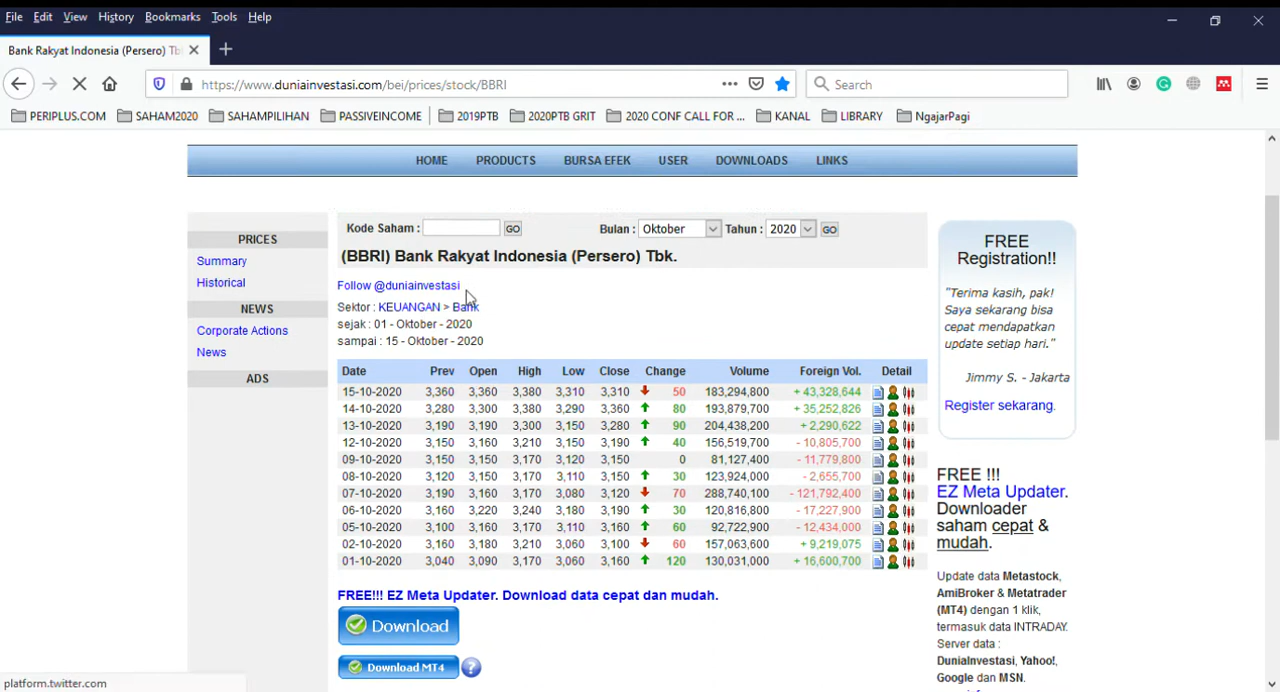 File Edit View History Bookmarks Tools Help
Bank Rakyat Indonesia (Persero) Tb
https://www.duniainvestasi.com/bei/prices/stock/BBRI
Search
PERIPLUS.COM SAHAM2020 SAHAMPILIHAN PASSIVEINCOME 2019PTB 2020PTB GRIT 2020 CONF CALL FOR ... KANAL LIBRARY NgajarPagi
HOME PRODUCTS BURSA EFEK USER DOWNLOADS LINKS
PRICES
Summary
Historical
NEWS
Corporate Actions
News
ADS
Kode Saham : GO Bulan : Oktober Tahun : 2020 GO
(BBRI) Bank Rakyat Indonesia (Persero) Tbk.
Follow @duniainvestasi
Sektor : KEUANGAN > Bank
sejak : 01 - Oktober - 2020
sampai : 15 - Oktober - 2020
Date Prev Open High Low Close Change Volume Foreign Vol. Detail
15-10-2020 3,360 3,360 3,380 3,310 3,310 50 183,294,800 + 43,328,644
14-10-2020 3,280 3,300 3,380 3,290 3,360 80 193,879,700 + 35,252,826
13-10-2020 3,190 3,190 3,300 3,150 3,280 90 204,438,200 + 2,290,622
12-10-2020 3,150 3,160 3,210 3,150 3,190 40 156,519,700 - 10,805,700
09-10-2020 3,150 3,150 3,170 3,120 3,150 0 81,127,400 - 11,779,800
08-10-2020 3,120 3,150 3,170 3,110 3,150 30 123,924,000 - 2,655,700
07-10-2020 3,190 3,160 3,170 3,080 3,120 70 288,740,100 - 121,792,400
06-10-2020 3,160 3,220 3,240 3,180 3,190 30 120,816,800 - 17,227,900
05-10-2020 3,100 3,160 3,170 3,110 3,160 60 92,722,900 - 12,434,000
02-10-2020 3,160 3,180 3,210 3,060 3,100 60 157,063,600 + 9,219,075
01-10-2020 3,040 3,090 3,170 3,060 3,160 120 130,031,000 + 16,600,700
FREE!!! EZ Meta Updater. Download data cepat dan mudah.
Download
Download MT4 ?
FREE
Registration!!
"Terima kasih, pak!
Saya sekarang bisa
cepat mendapatkan
update setiap hari."
Jimmy S. - Jakarta
Register sekarang.
FREE !!!
EZ Meta Updater.
Downloader
saham cepat &
mudah.
Update data Metastock,
AmiBroker & Metatrader
(MT4) dengan 1 klik,
termasuk data INTRADAY.
Server data :
DuniaInvestasi, Yahoo!,
Google dan MSN.
platform.twitter.com